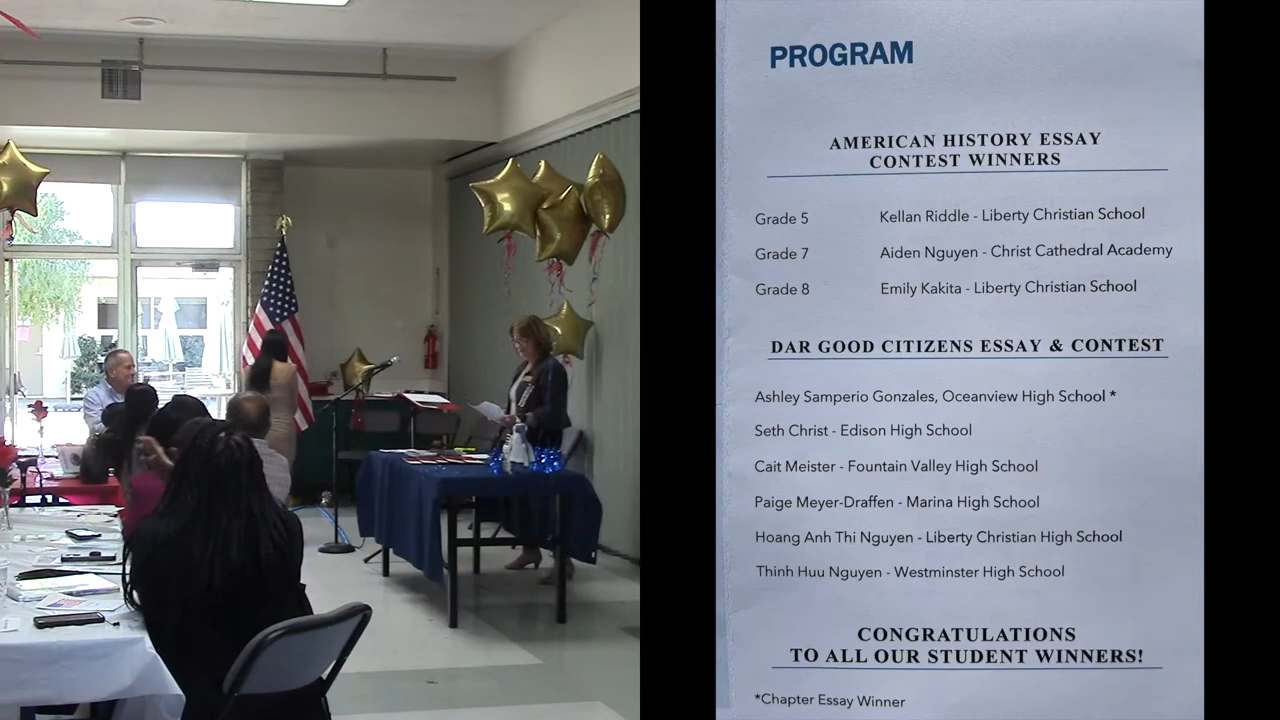 PROGRAM
AMERICAN HISTORY ESSAY
CONTEST WINNERS
Grade 5 Kellan Riddle - Liberty Christian School
Grade 7 Aiden Nguyen - Christ Cathedral Academy
Grade 8 Emily Kakita - Liberty Christian School
DAR GOOD CITIZENS ESSAY & CONTEST
Ashley Samperio Gonzales, Oceanview High School *
Seth Christ - Edison High School
Cait Meister - Fountain Valley High School
Paige Meyer-Draffen - Marina High School
Hoang Anh Thi Nguyen - Liberty Christian High School
Thinh Huu Nguyen - Westminster High School
CONGRATULATIONS
TO ALL OUR STUDENT WINNERS!
*Chapter Essay Winner